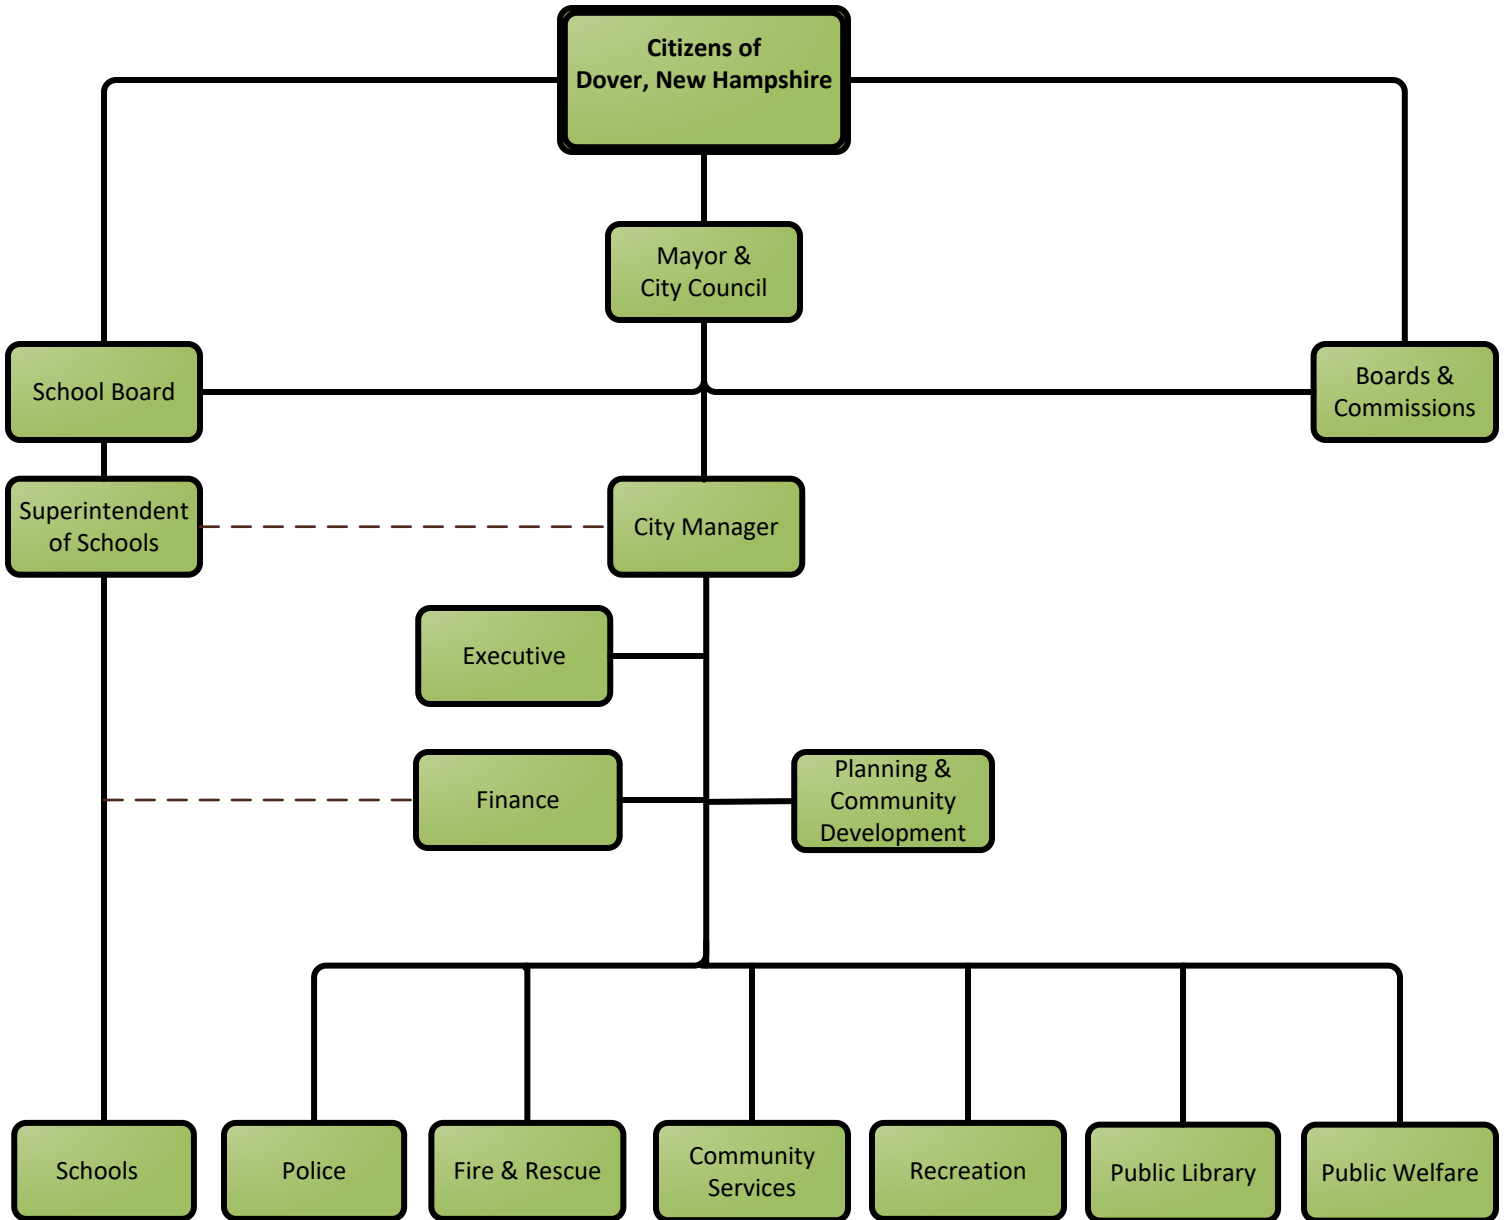 Citizens of
Dover, New Hampshire
Mayor &
City Council
School Board
Boards &
Commissions
Superintendent
of Schools
City Manager
Executive
Finance
Planning &
Community
Development
Schools
Police
Fire & Rescue
Community
Services
Recreation
Public Library
Public Welfare